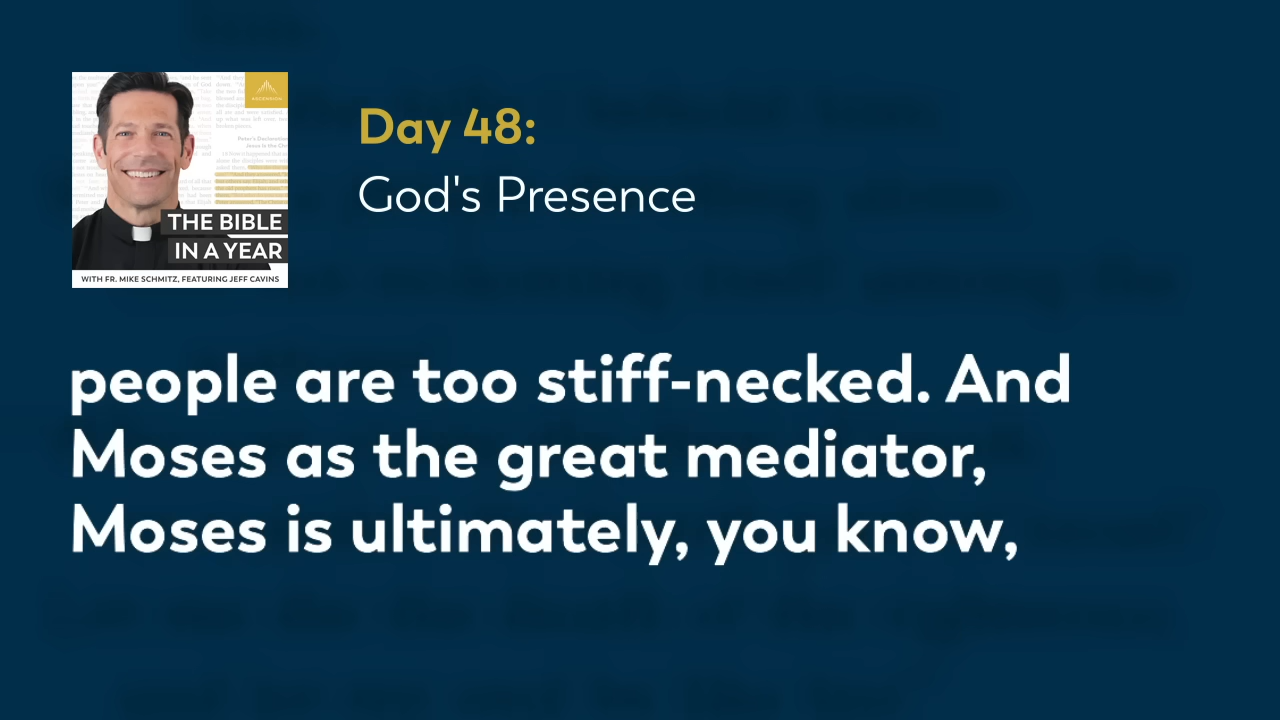 ASCENSION
THE BIBLE
IN A YEAR
WITH FR. MIKE SCHMITZ, FEATURING JEFF CAVINS
Day 48:
God's Presence
people are too stiff-necked. And
Moses as the great mediator,
Moses is ultimately, you know,